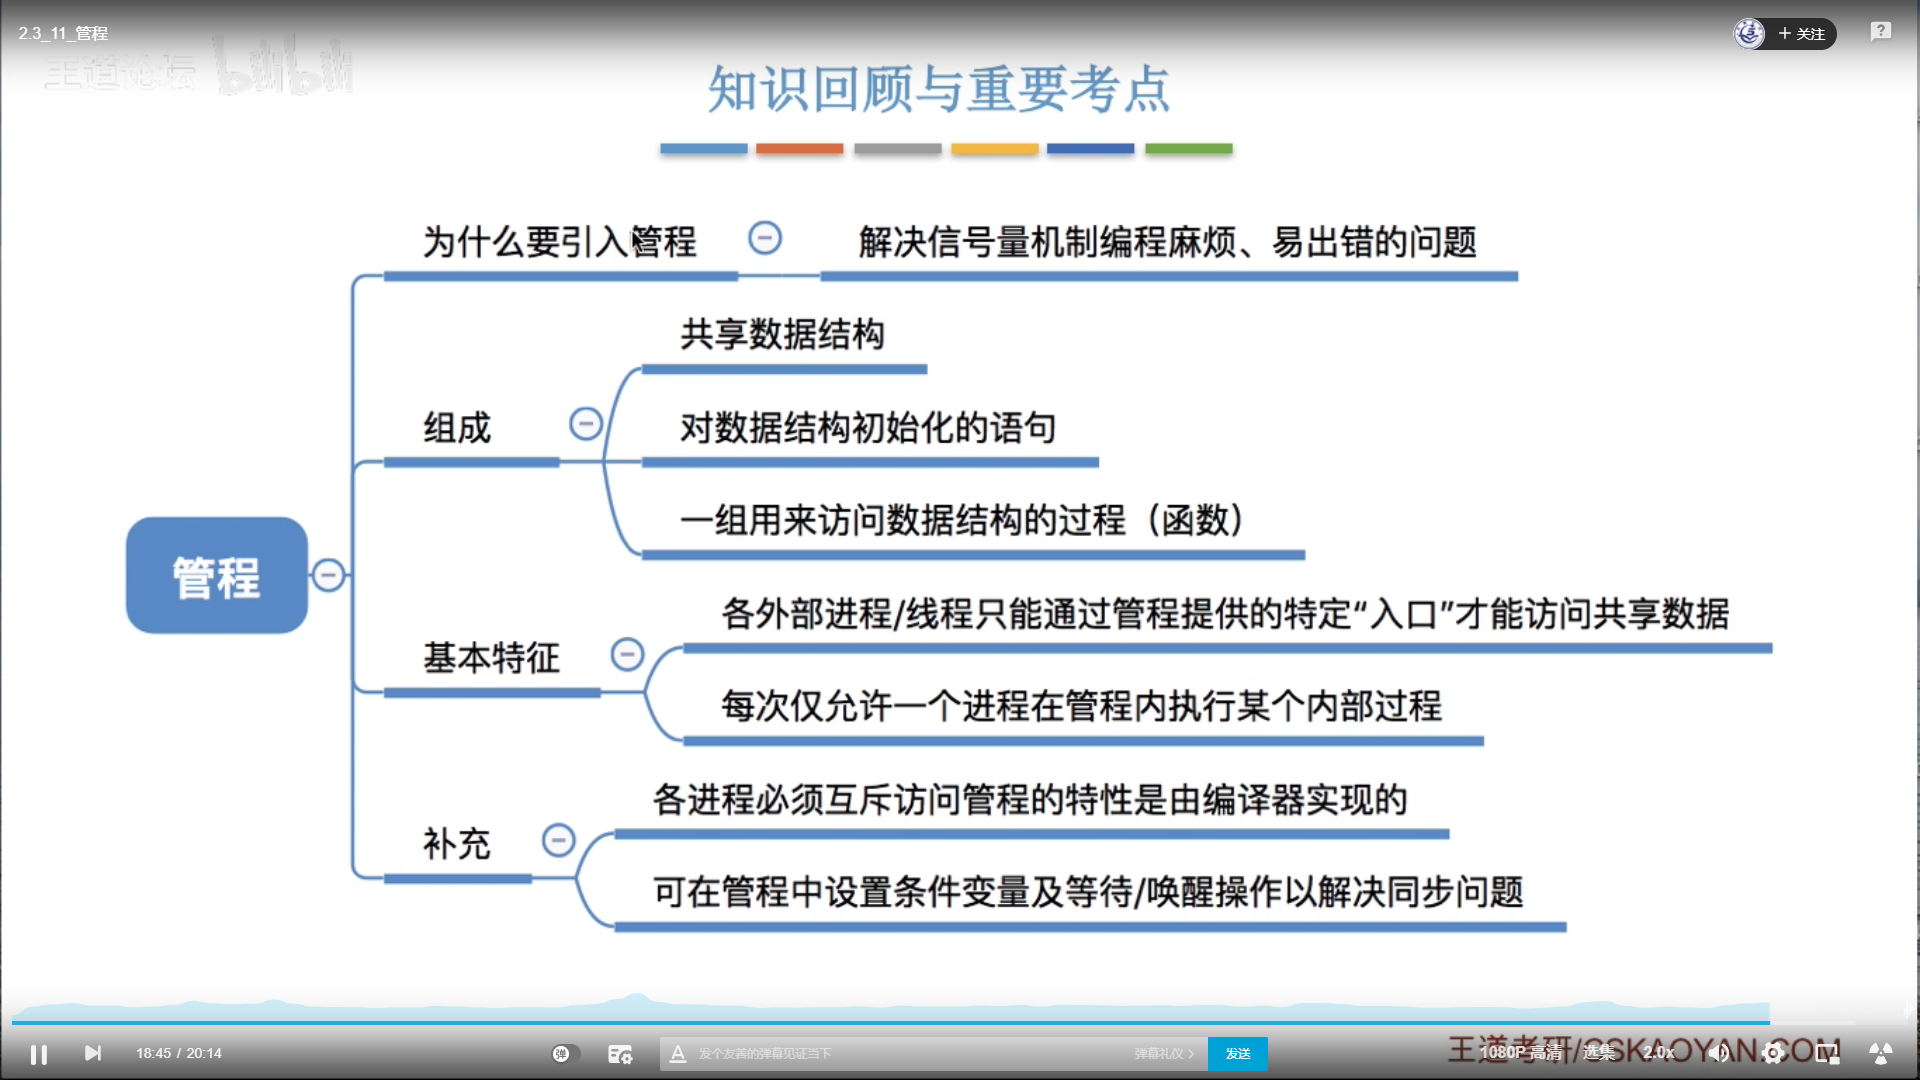 2.3_11_管程
王道论坛 bilibili
+ 关注
知识回顾与重要考点
为什么要引入管程
解决信号量机制编程麻烦、易出错的问题
共享数据结构
组成
对数据结构初始化的语句
一组用来访问数据结构的过程（函数）
管程
各外部进程/线程只能通过管程提供的特定“入口”才能访问共享数据
基本特征
每次仅允许一个进程在管程内执行某个内部过程
各进程必须互斥访问管程的特性是由编译器实现的
补充
可在管程中设置条件变量及等待/唤醒操作以解决同步问题
18:45 / 20:14
弹
发个友善的弹幕见证当下
弹幕礼仪 >
发送
王道考研/CSKAOYAN.COM
1080P 高清
选集
2.0x